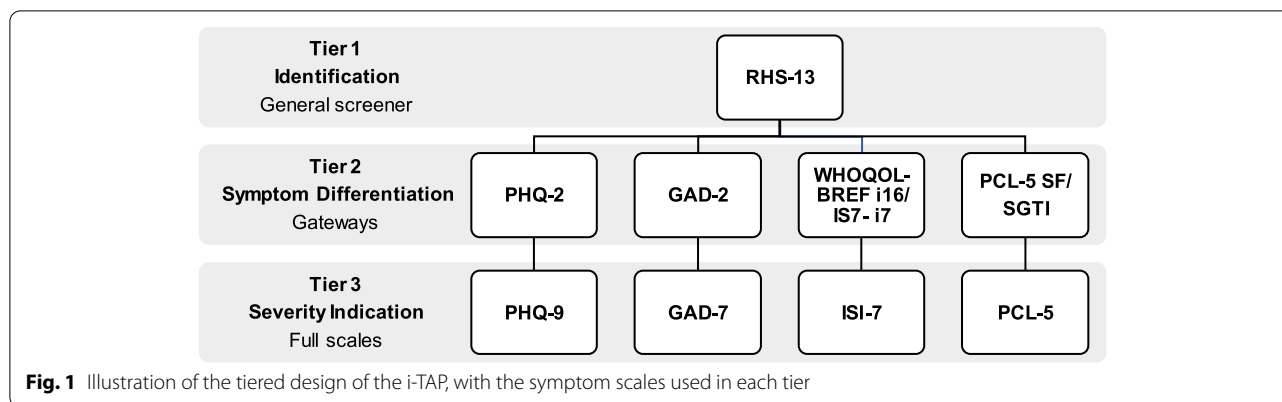 Tier 1
Identification
General screener
RHS-13
Tier 2
Symptom Differentiation
Gateways
PHQ-2
GAD-2
WHOQOL-
BREF i16/
IS7- i7
PCL-5 SF/
SGTI
Tier 3
Severity Indication
Full scales
PHQ-9
GAD-7
ISI-7
PCL-5
Fig. 1 Illustration of the tiered design of the i-TAP, with the symptom scales used in each tier